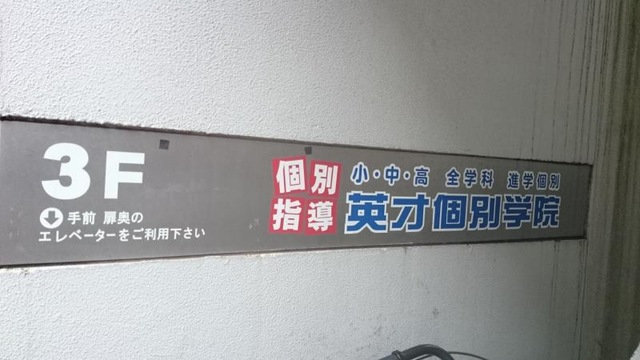 3F
手前 扉奥の
エレベーターをご利用下さい
個別
指導
小・中・高 全学科 進学個別
英才個別学院